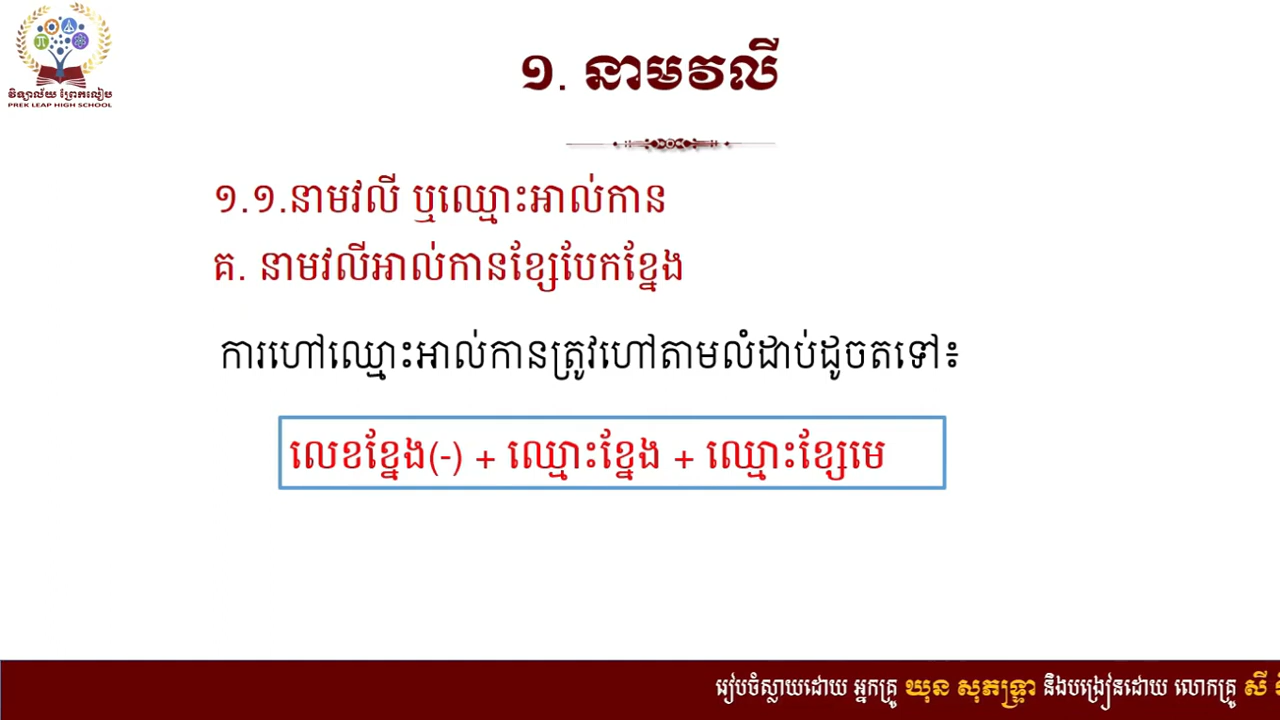 វិទ្យាល័យ ព្រែកលៀប
PREK LEAP HIGH SCHOOL
១. នាមវលី
១.១.នាមវលី ឬឈ្មោះអាល់កាន
គ. នាមវលីអាល់កានខ្សែបែកខ្នែង
ការហៅឈ្មោះអាល់កានត្រូវហៅតាមលំដាប់ដូចតទៅ៖
លេខខ្នែង(-) + ឈ្មោះខ្នែង + ឈ្មោះខ្សែមេ
រៀបចំស្លាយដោយ អ្នកគ្រូ ឃុន សុភទ្ទ្រា និងបង្រៀនដោយ លោកគ្រូ ស៊ី